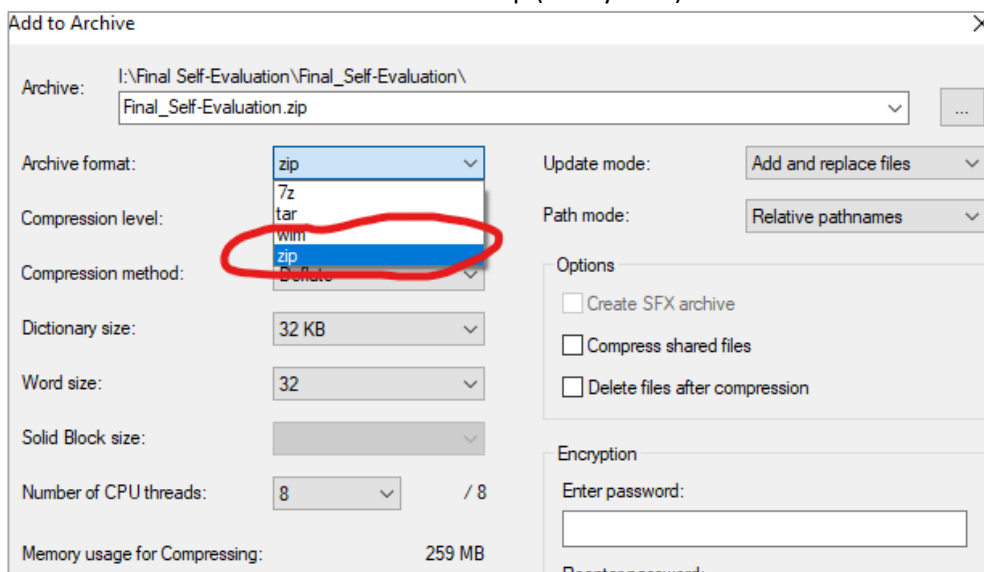 Add to Archive
Archive:
I:\Final Self-Evaluation\Final_Self-Evaluation\
Final_Self-Evaluation.zip
...
Archive format:
zip
Update mode:
Add and replace files
7z
tar
wim
zip
Compression level:
Path mode:
Relative pathnames
Compression method:
Deflate
Options
Create SFX archive
Dictionary size:
32 KB
Compress shared files
Word size:
32
Delete files after compression
Solid Block size:
Encryption
Number of CPU threads:
8
/ 8
Enter password:
Memory usage for Compressing:
259 MB